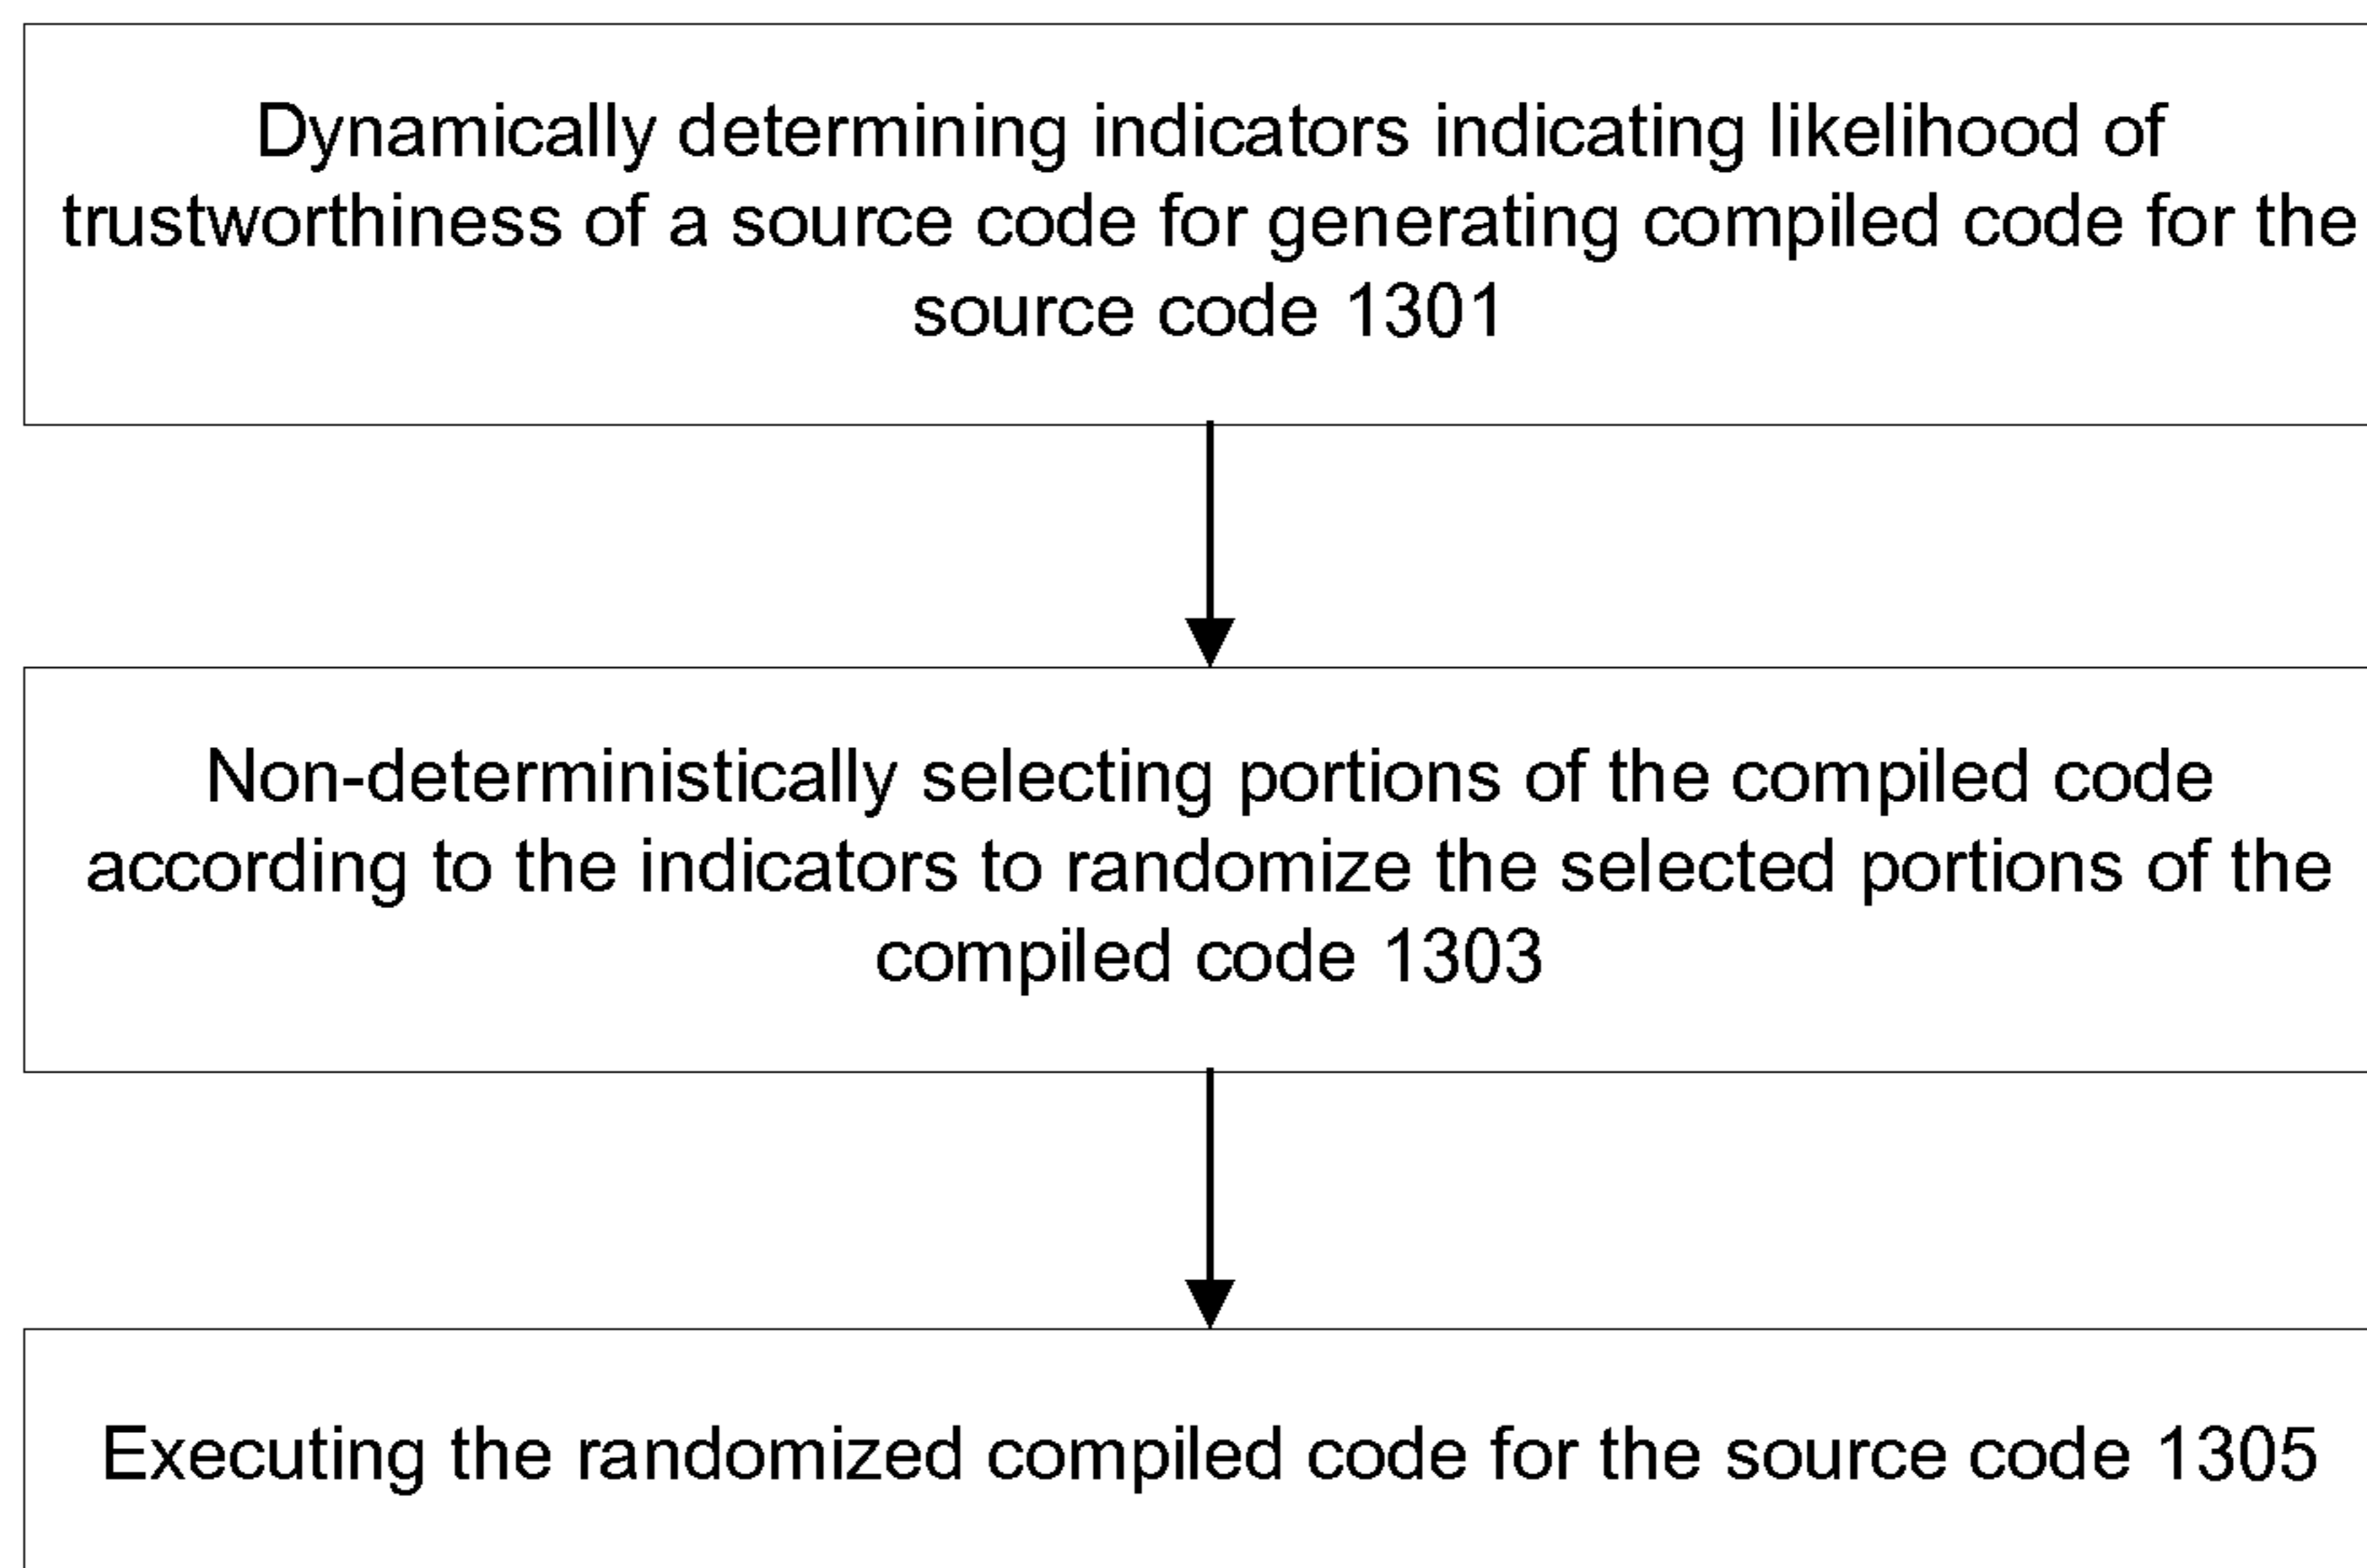 Dynamically determining indicators indicating likelihood of
trustworthiness of a source code for generating compiled code for the
source code 1301
Non-deterministically selecting portions of the compiled code
according to the indicators to randomize the selected portions of the
compiled code 1303
Executing the randomized compiled code for the source code 1305